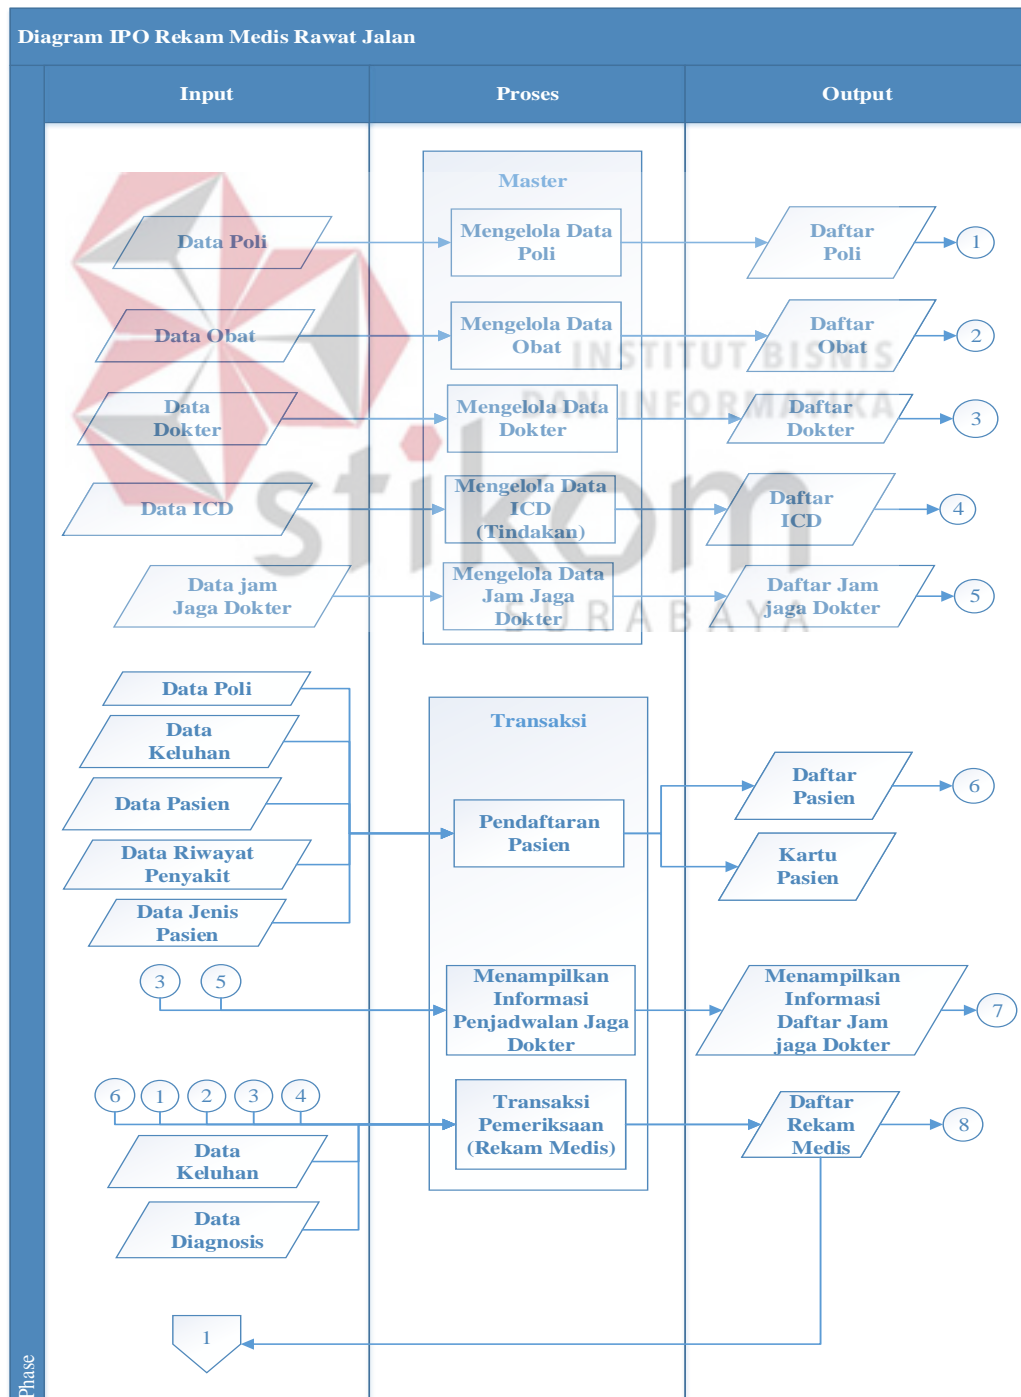 Diagram IPO Rekam Medis Rawat Jalan
Input
Proses
Output
Master
Data Poli
Mengelola Data
Poli
Daftar
Poli
1
Data Obat
Mengelola Data
Obat
Daftar
Obat
2
INSTITUT BISNIS
DAN INFORMATIKA
Data
Dokter
Mengelola Data
Dokter
Daftar
Dokter
3
stikom
Data ICD
Mengelola Data
ICD
(Tindakan)
Daftar
ICD
4
Data jam
Jaga Dokter
Mengelola Data
Jam Jaga
Dokter
Daftar Jam
jaga Dokter
5
SURABAYA
Transaksi
Data Poli
Data
Keluhan
Data Pasien
Data Riwayat
Penyakit
Data Jenis
Pasien
Pendaftaran
Pasien
Daftar
Pasien
6
Kartu
Pasien
3
5
Menampilkan
Informasi
Penjadwalan Jaga
Dokter
Menampilkan
Informasi
Daftar Jam
jaga Dokter
7
6
1
2
3
4
Data
Keluhan
Data
Diagnosis
Transaksi
Pemeriksaan
(Rekam Medis)
Daftar
Rekam
Medis
8
1
Phase